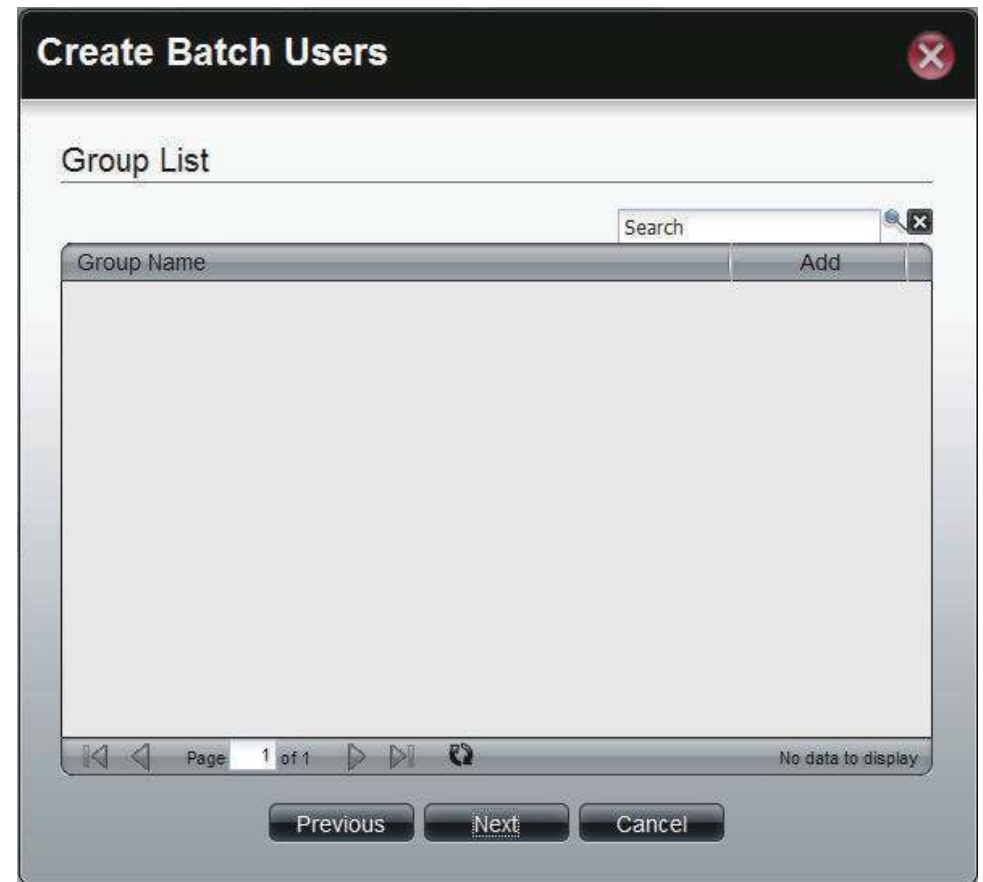 Create Batch Users
Group List
Search
Group Name Add
Page 1 of 1 No data to display
Previous Next Cancel